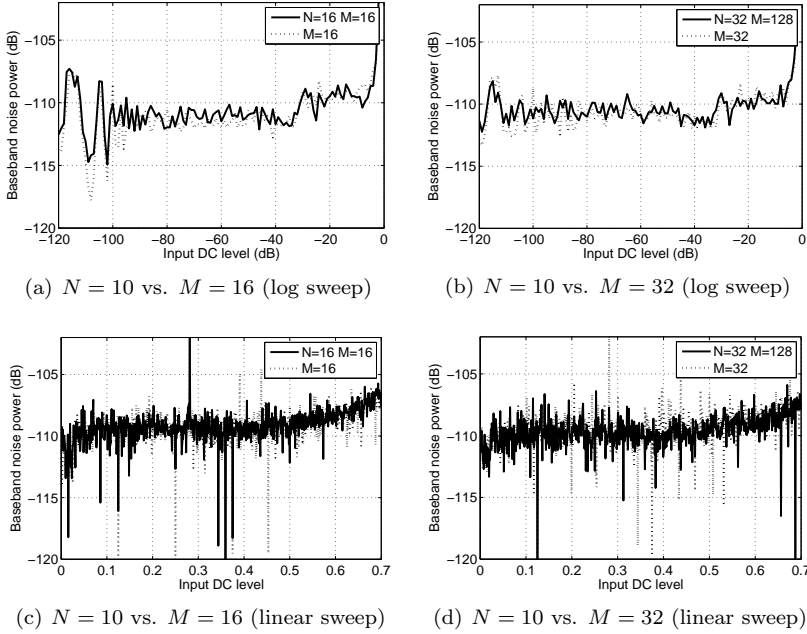 −105
−110
−115
−120
−120 −100 −80 −60 −40 −20 0
Input DC level (dB)
Baseband noise power (dB)
N=16 M=16
M=16
(a) N = 10 vs. M = 16 (log sweep)
−105
−110
−115
−120
−120 −100 −80 −60 −40 −20 0
Input DC level (dB)
Baseband noise power (dB)
N=32 M=128
M=32
(b) N = 10 vs. M = 32 (log sweep)
−105
−110
−115
−120
0 0.1 0.2 0.3 0.4 0.5 0.6 0.7
Input DC level
Baseband noise power (dB)
N=16 M=16
M=16
(c) N = 10 vs. M = 16 (linear sweep)
−105
−110
−115
−120
0 0.1 0.2 0.3 0.4 0.5 0.6 0.7
Input DC level
Baseband noise power (dB)
N=32 M=128
M=32
(d) N = 10 vs. M = 32 (linear sweep)